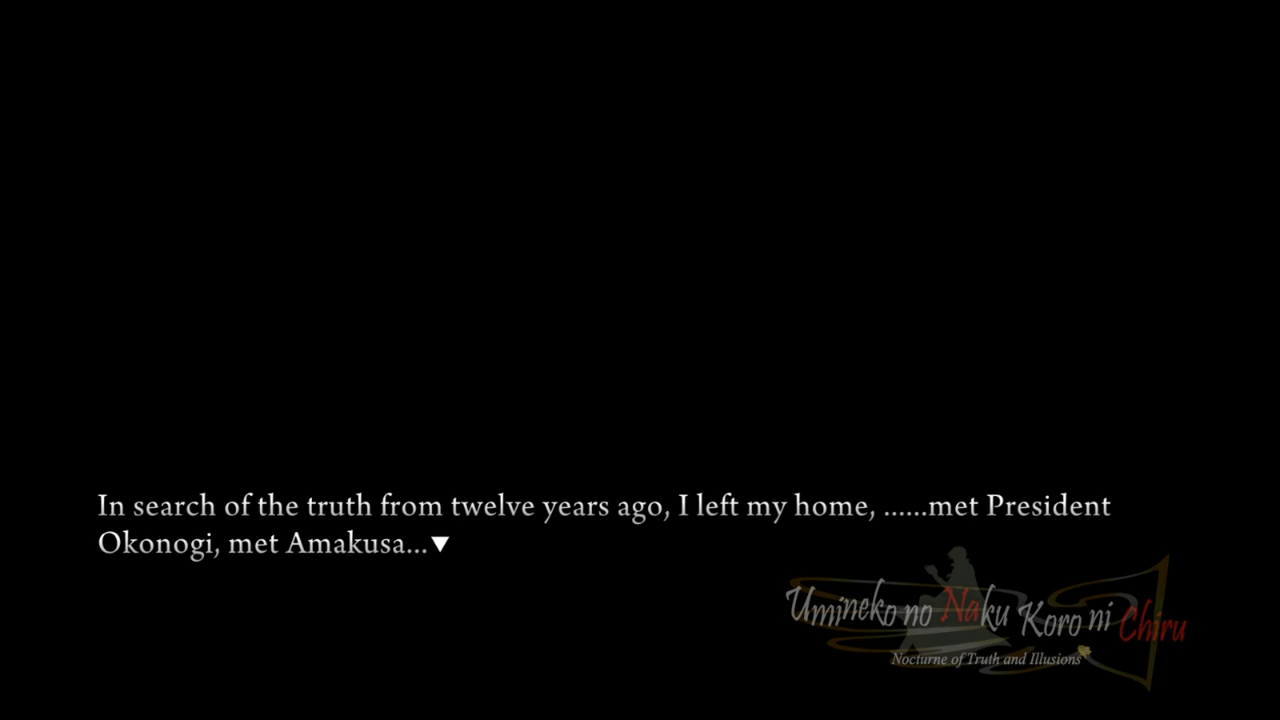 In search of the truth from twelve years ago, I left my home, ......met President
Okonogi, met Amakusa...
Umineko no Naku Koro ni Chiru
Nocturne of Truth and Illusions